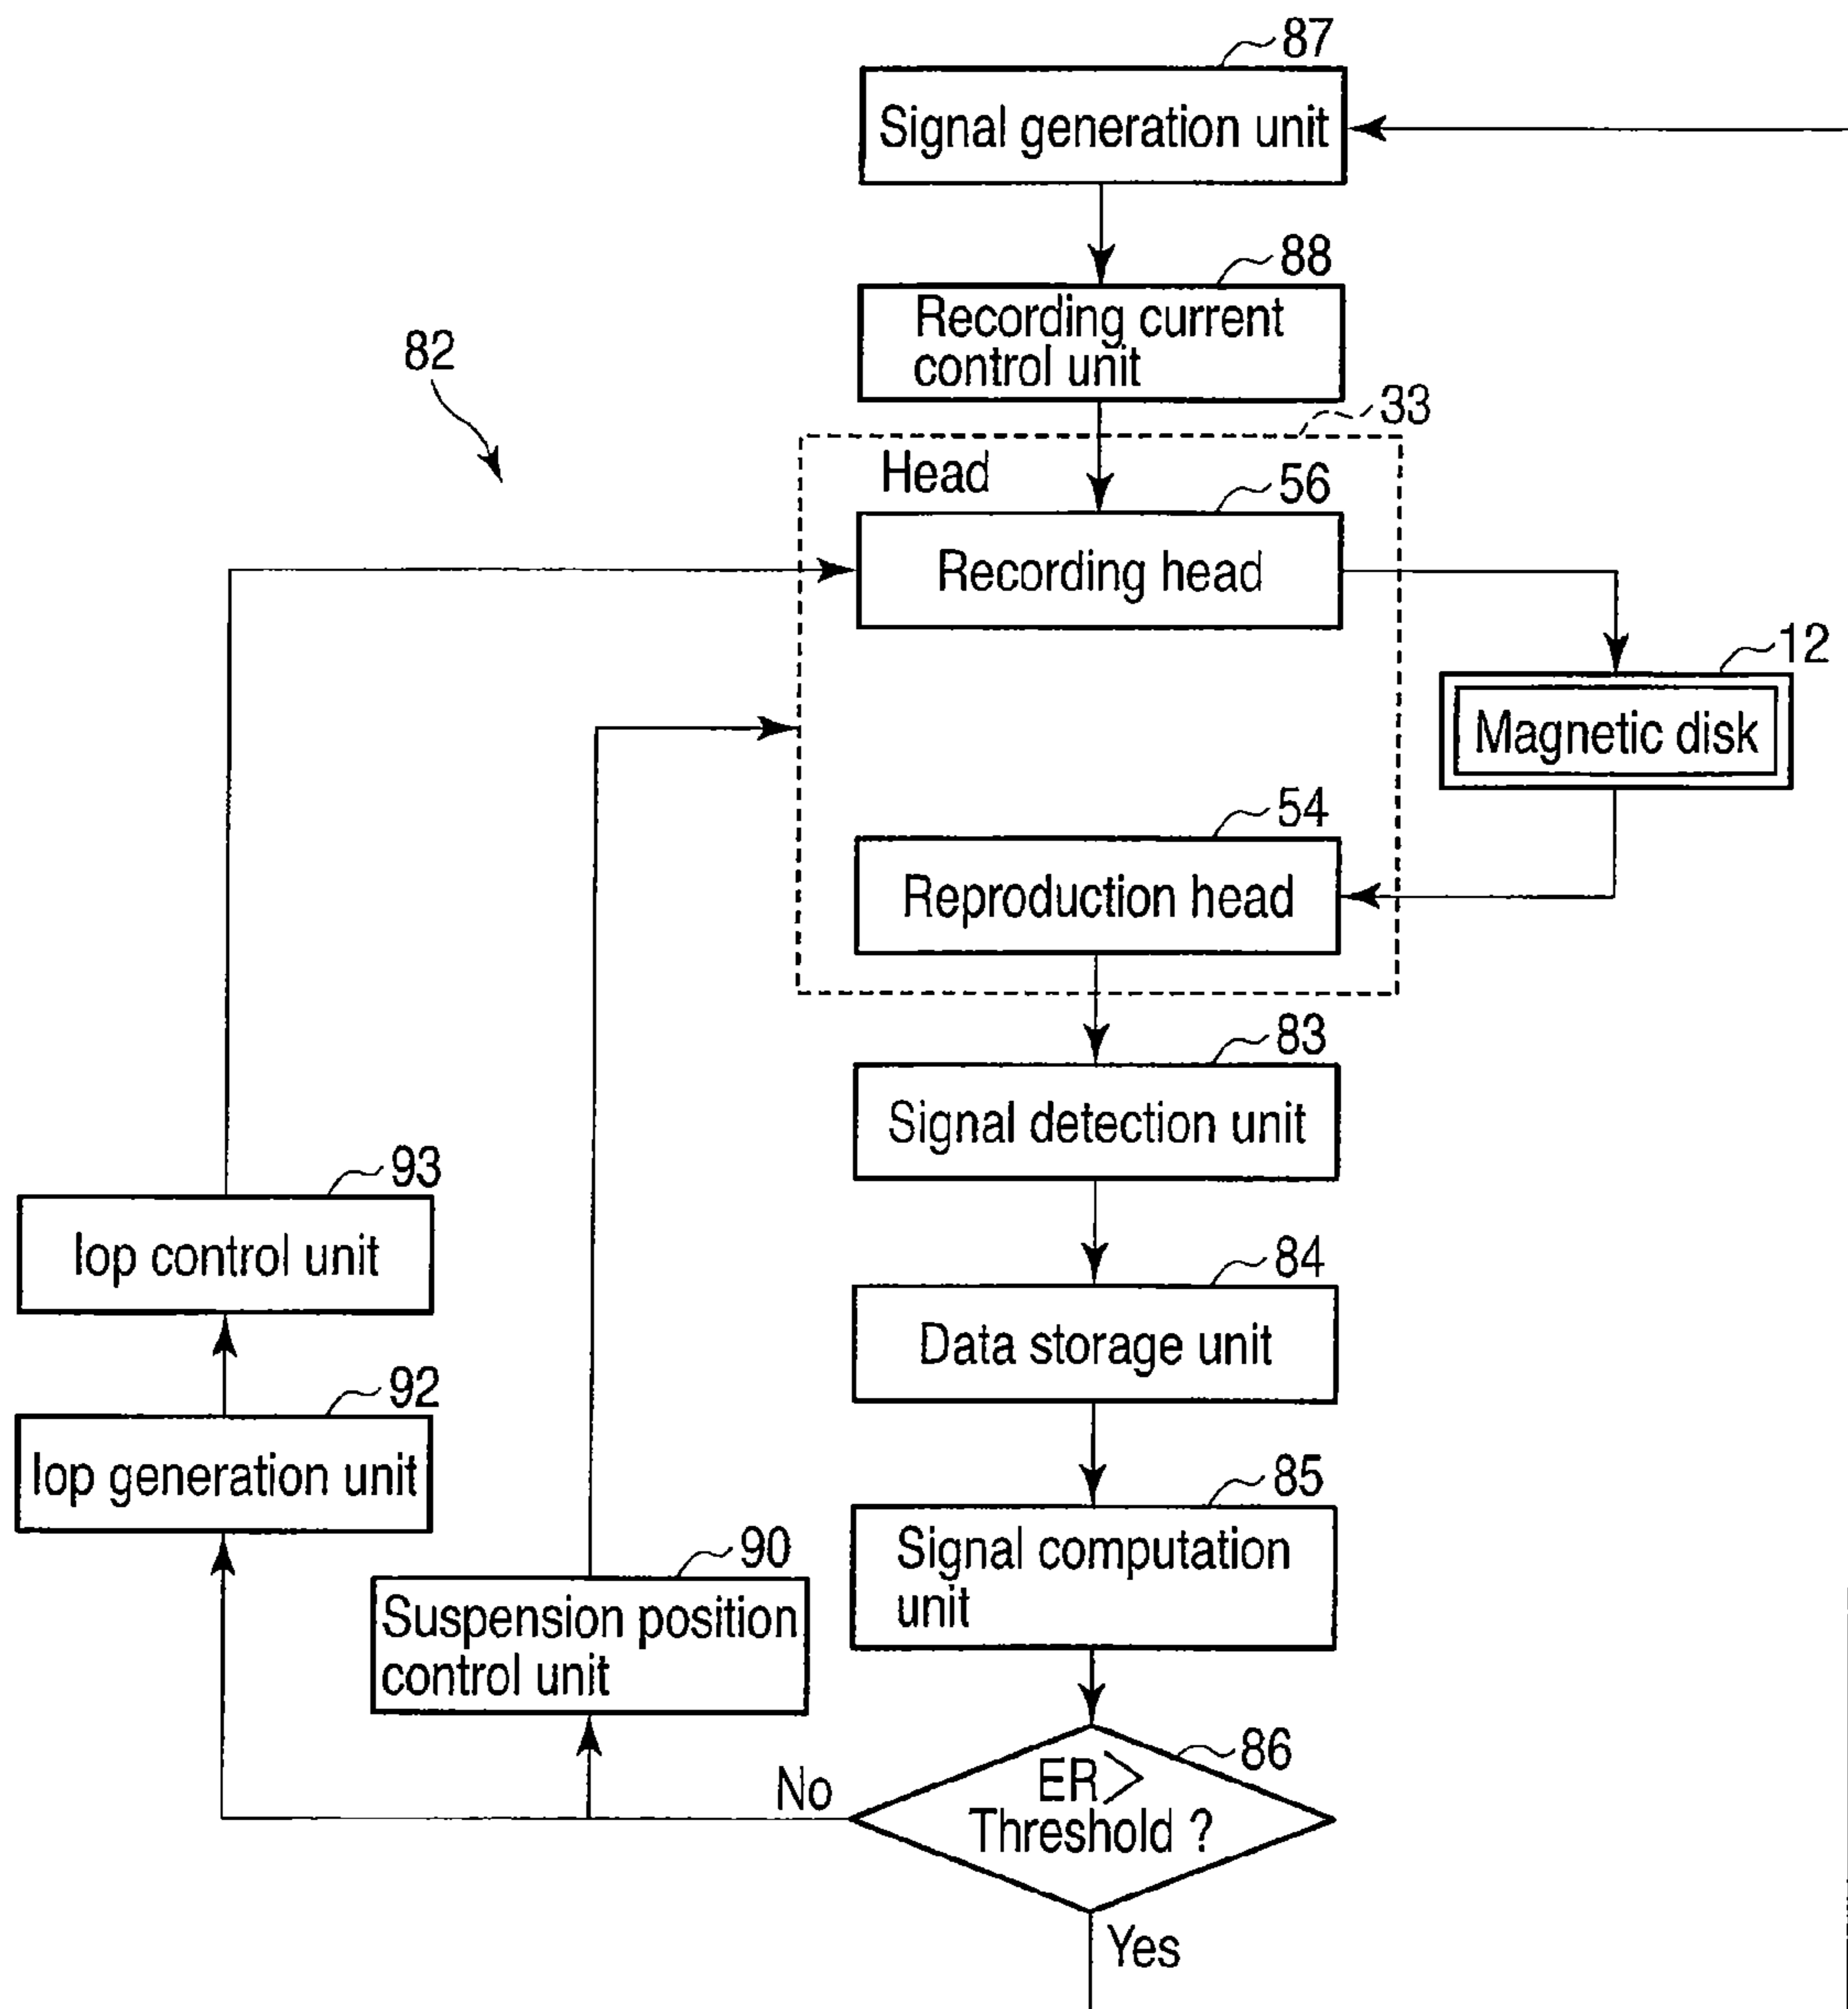 87
Signal generation unit
88
Recording current
control unit
82
33
Head
56
Recording head
12
Magnetic disk
54
Reproduction head
83
Signal detection unit
93
Iop control unit
84
Data storage unit
92
Iop generation unit
85
Signal computation
unit
90
Suspension position
control unit
86
ER>
Threshold ?
No
Yes